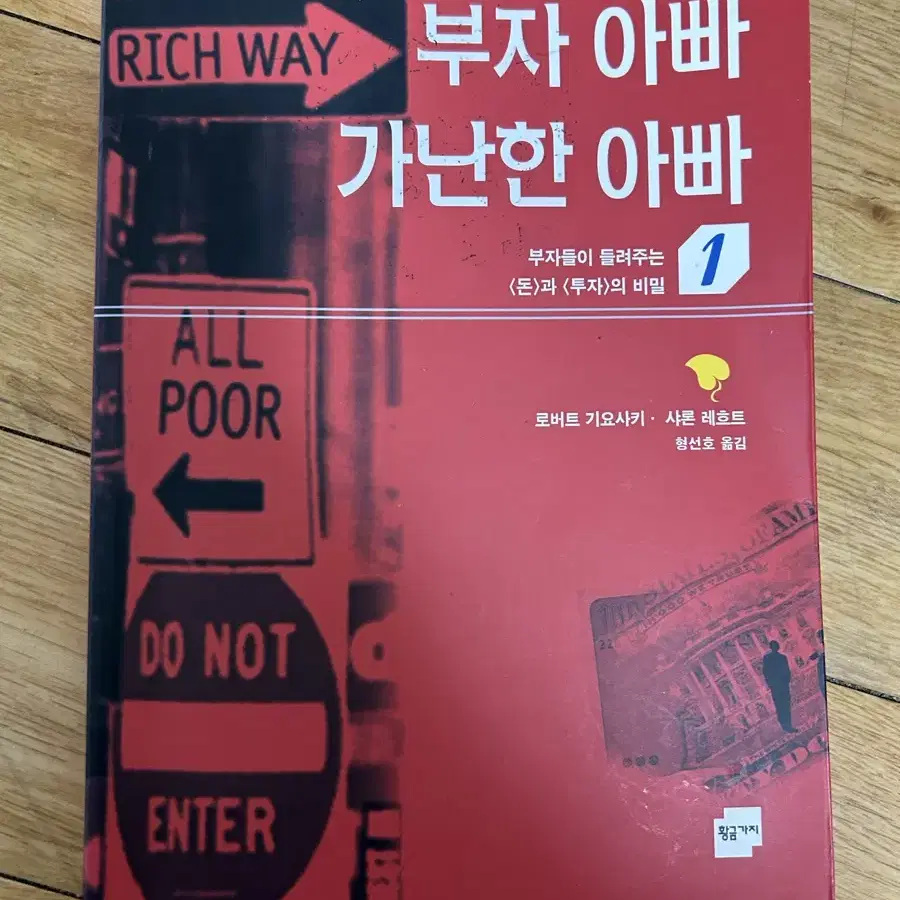 RICH WAY
부자 아빠
가난한 아빠
1
부자들이 들려주는
〈돈〉과 〈투자〉의 비밀
ALL
POOR
로버트 기요사키 · 샤론 레흐트
형선호 옮김
DO NOT
ENTER
22
황금가지